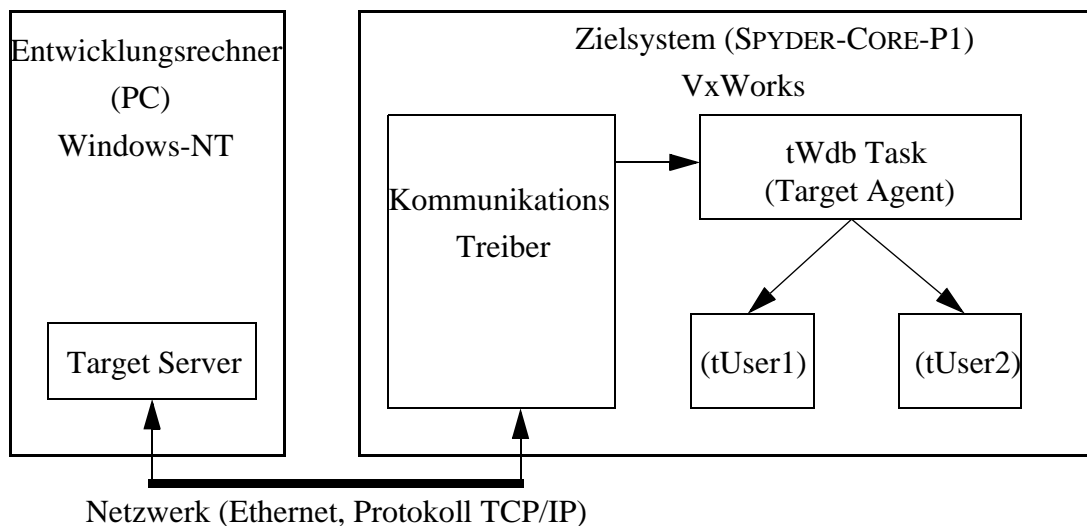 Entwicklungsrechner
(PC)
Windows-NT
Target Server
Zielsystem (SPYDER-CORE-P1)
VxWorks
Kommunikations
Treiber
tWdb Task
(Target Agent)
(tUser1)
(tUser2)
Netzwerk (Ethernet, Protokoll TCP/IP)